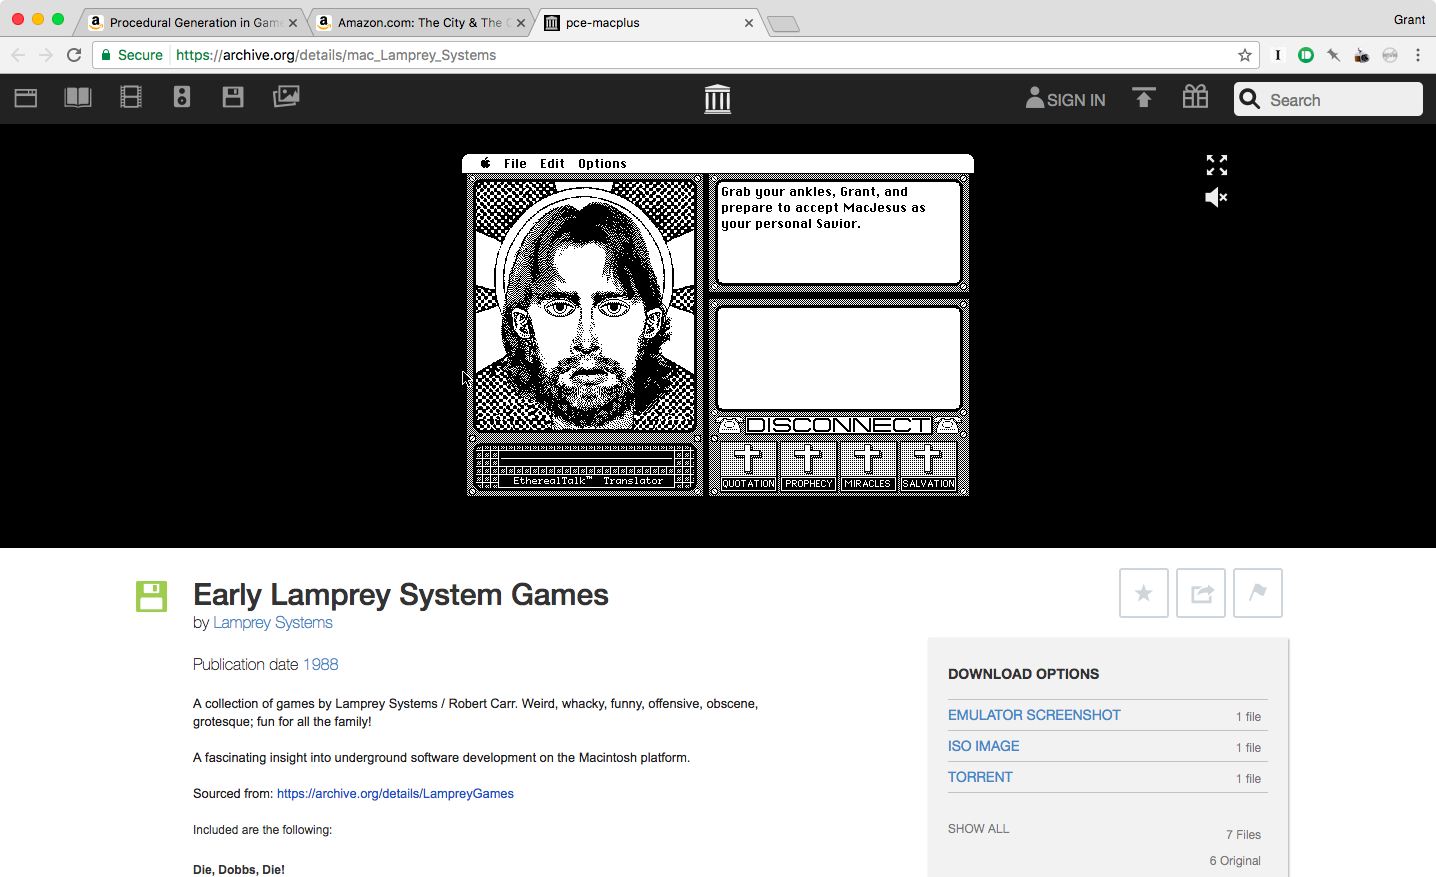 Procedural Generation in Game
Amazon.com: The City & The C
pce-macplus
Grant
Secure
https://archive.org/details/mac_Lamprey_Systems
SIGN IN
Search
File Edit Options
Grab your ankles, Grant, and
prepare to accept MacJesus as
your personal Savior.
DISCONNECT
QUOTATION PROPHECY MIRACLES SALVATION
EtherealTalk™ Translator
Early Lamprey System Games
by Lamprey Systems
Publication date 1988
A collection of games by Lamprey Systems / Robert Carr. Weird, whacky, funny, offensive, obscene,
grotesque; fun for all the family!
A fascinating insight into underground software development on the Macintosh platform.
Sourced from: https://archive.org/details/LampreyGames
Included are the following:
Die, Dobbs, Die!
DOWNLOAD OPTIONS
EMULATOR SCREENSHOT 1 file
ISO IMAGE 1 file
TORRENT 1 file
SHOW ALL 7 Files
6 Original